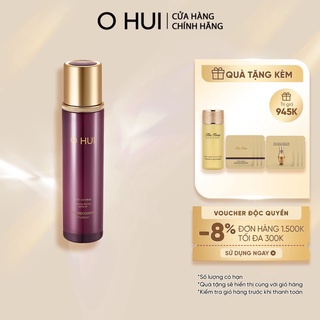 O HUI
CỬA HÀNG
CHÍNH HÃNG
QUÀ TẶNG KÈM
Trị giá
945K
O HUI
VOUCHER ĐỘC QUYỀN
-8% ĐƠN HÀNG 1.500K
TỐI ĐA 300K
SỬ DỤNG NGAY
*Số lượng có hạn
*Quà tặng sẽ hiển thị cùng với giỏ hàng
*Kiểm tra giỏ hàng trước khi thanh toán